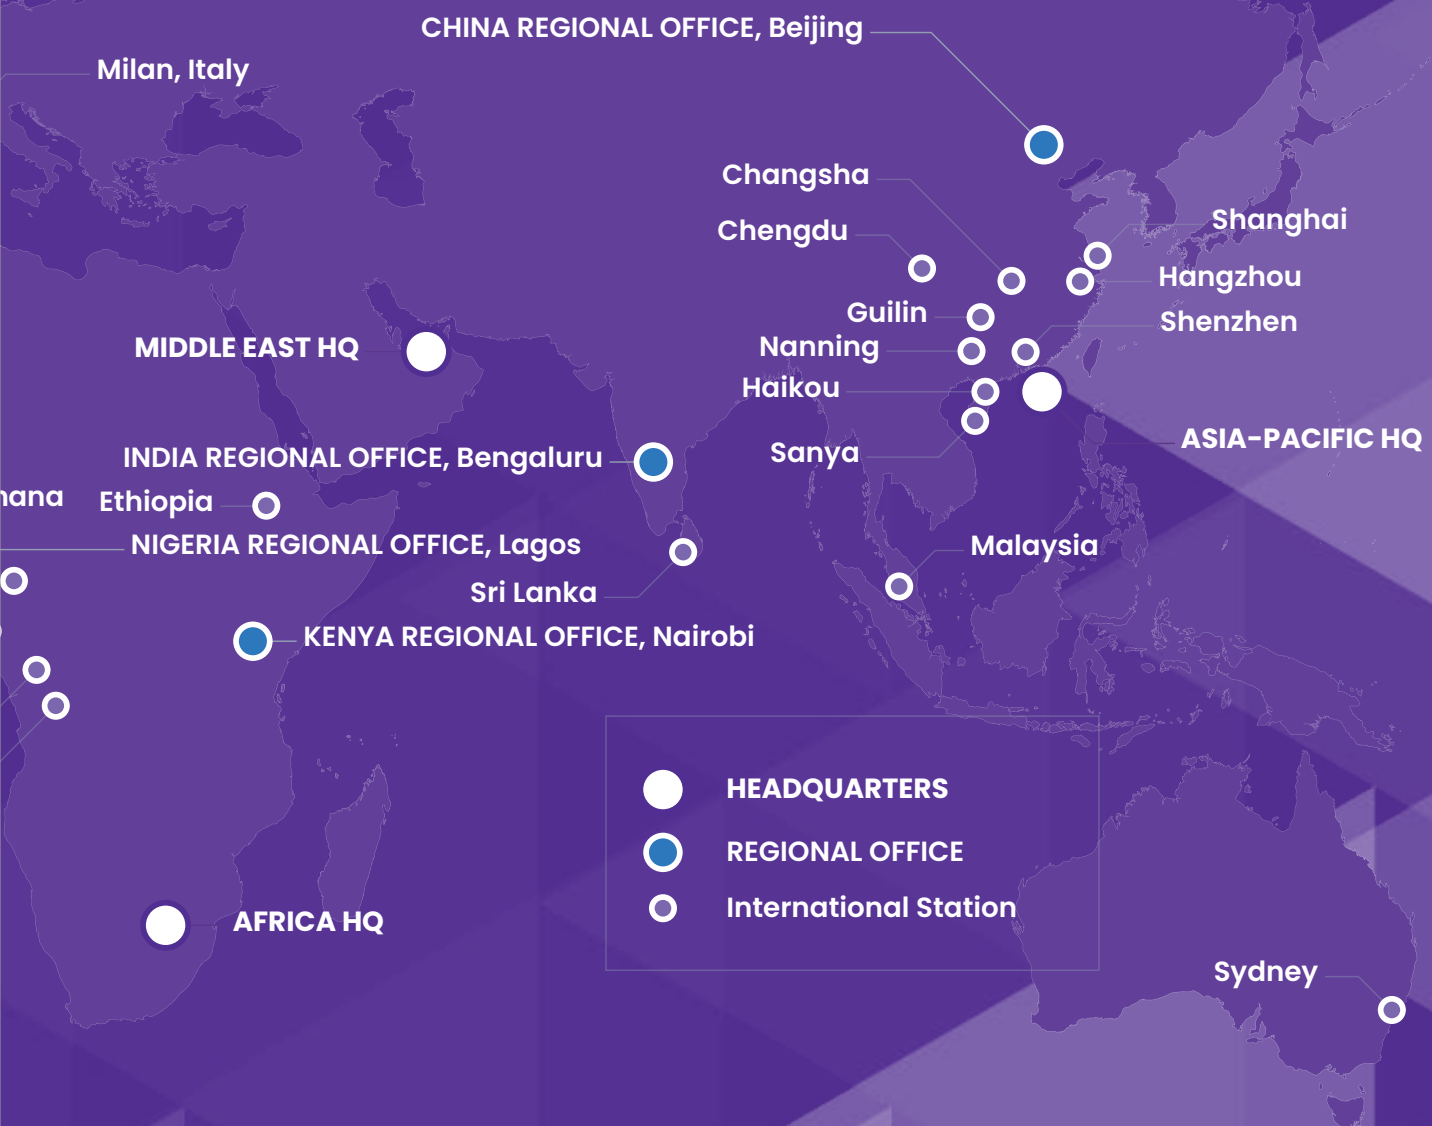 CHINA REGIONAL OFFICE, Beijing
Milan, Italy
Changsha
Shanghai
Chengdu
Hangzhou
Guilin
Shenzhen
MIDDLE EAST HQ
Nanning
Haikou
ASIA-PACIFIC HQ
Sanya
INDIA REGIONAL OFFICE, Bengaluru
Ethiopia
NIGERIA REGIONAL OFFICE, Lagos
Malaysia
Sri Lanka
KENYA REGIONAL OFFICE, Nairobi
HEADQUARTERS
REGIONAL OFFICE
International Station
AFRICA HQ
Sydney